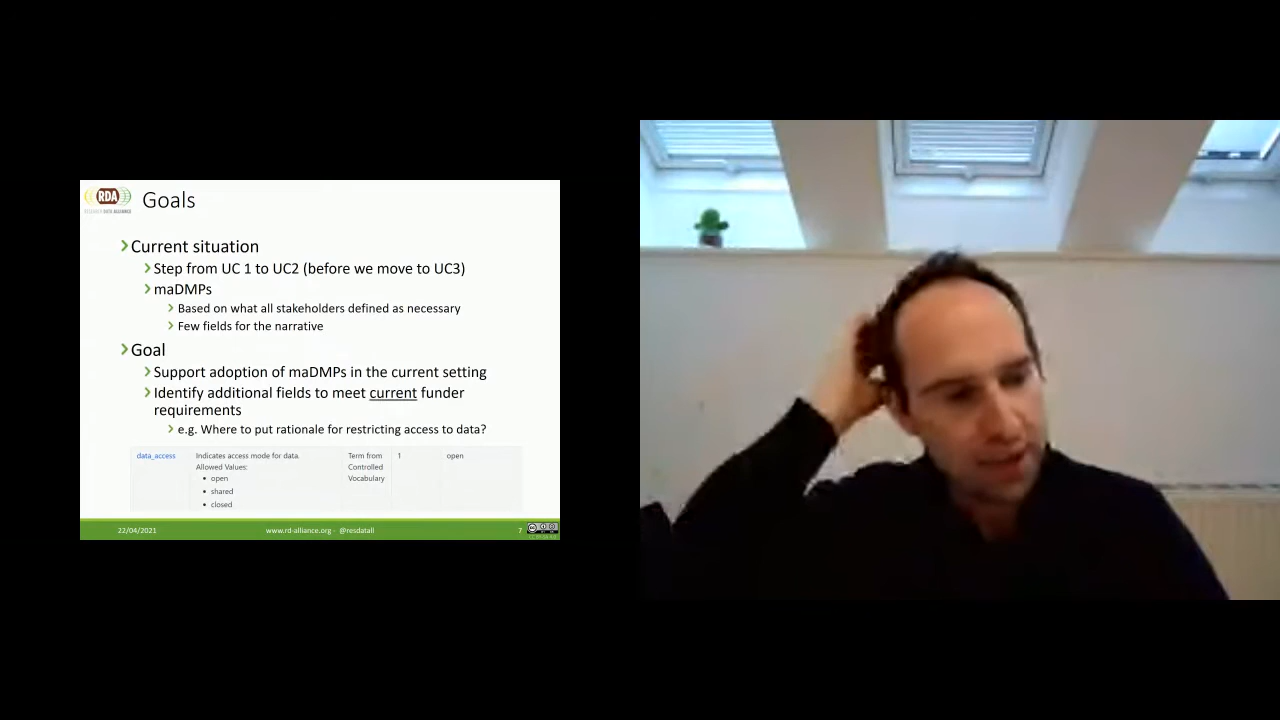 RDA
RESEARCH DATA ALLIANCE
Goals
Current situation
Step from UC 1 to UC2 (before we move to UC3)
maDMPs
Based on what all stakeholders defined as necessary
Few fields for the narrative
Goal
Support adoption of maDMPs in the current setting
Identify additional fields to meet current funder
requirements
e.g. Where to put rationale for restricting access to data?
data_access
Indicates access mode for data.
Allowed Values:
• open
• shared
• closed
Term from
Controlled
Vocabulary
1
open
22/04/2021
www.rd-alliance.org - @resdatall
7